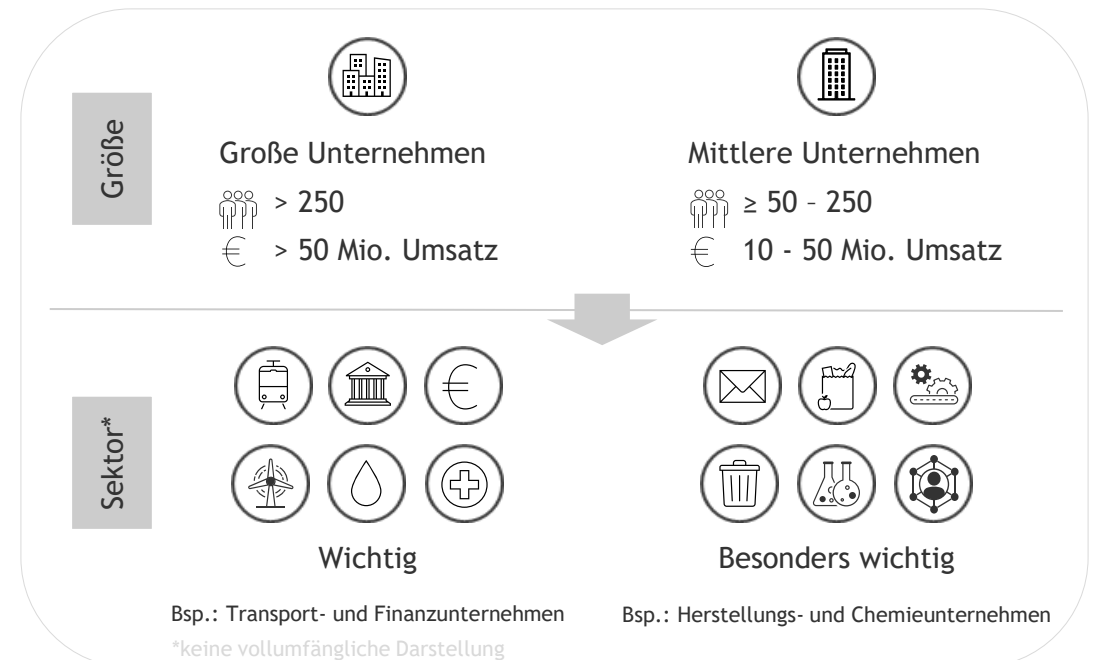 Größe
Große Unternehmen
> 250
€ > 50 Mio. Umsatz
Mittlere Unternehmen
≥ 50 – 250
€ 10 - 50 Mio. Umsatz
Sektor*
€
Wichtig
Bsp.: Transport- und Finanzunternehmen
Besonders wichtig
Bsp.: Herstellungs- und Chemieunternehmen
*keine vollumfängliche Darstellung